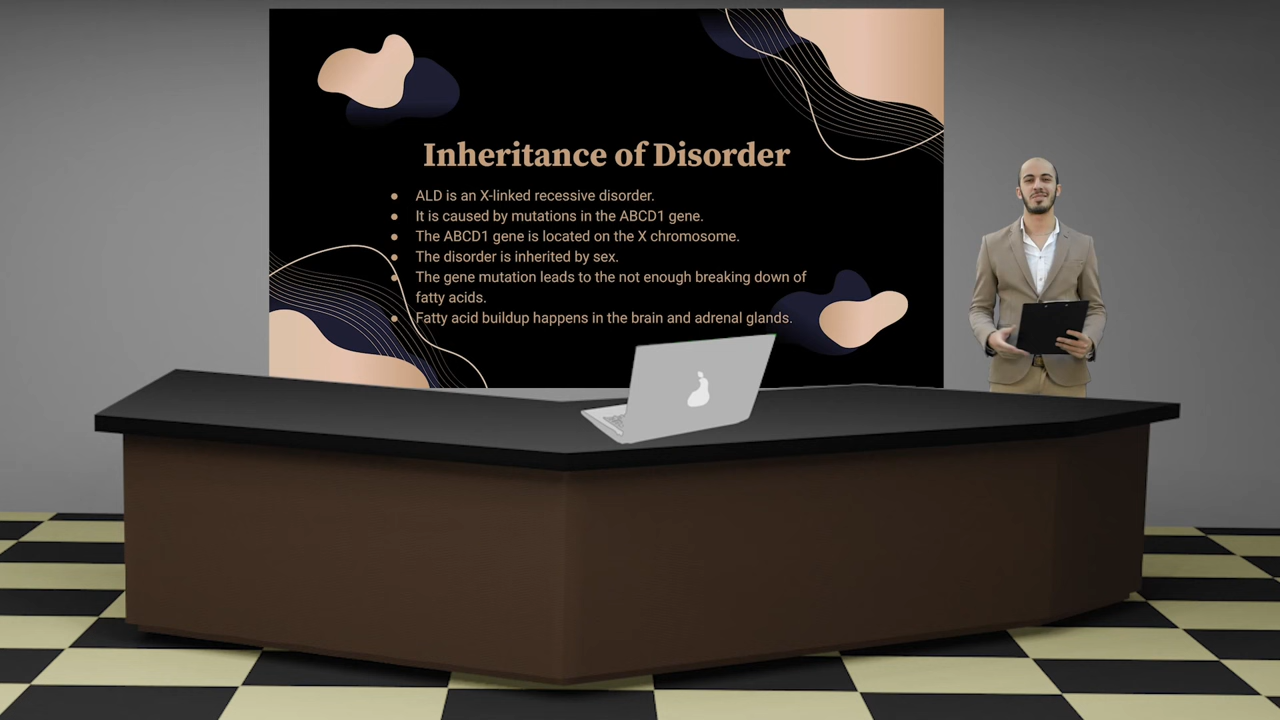 Inheritance of Disorder
● ALD is an X-linked recessive disorder.
● It is caused by mutations in the ABCD1 gene.
● The ABCD1 gene is located on the X chromosome.
● The disorder is inherited by sex.
● The gene mutation leads to the not enough breaking down of
fatty acids.
● Fatty acid buildup happens in the brain and adrenal glands.